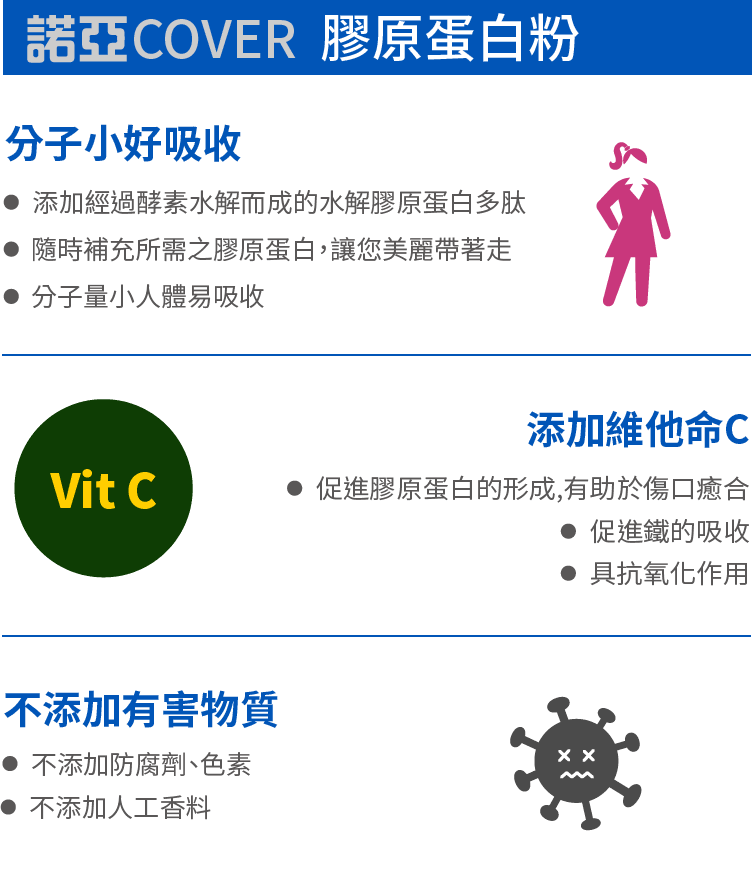 諾亞COVER 膠原蛋白粉
分子小好吸收
● 添加經過酵素水解而成的水解膠原蛋白多肽
● 隨時補充所需之膠原蛋白，讓您美麗帶著走
● 分子量小人體易吸收
Vit C
添加維他命C
● 促進膠原蛋白的形成,有助於傷口癒合
● 促進鐵的吸收
● 具抗氧化作用
不添加有害物質
● 不添加防腐劑、色素
● 不添加人工香料